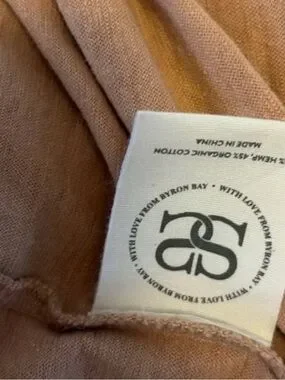 % HEMP, 45% ORGANIC COTTON
MADE IN CHINA
WITH LOVE FROM BYRON BAY • WITH LOVE FROM BYRON BAY • WITH LOVE FROM BYRON BAY •